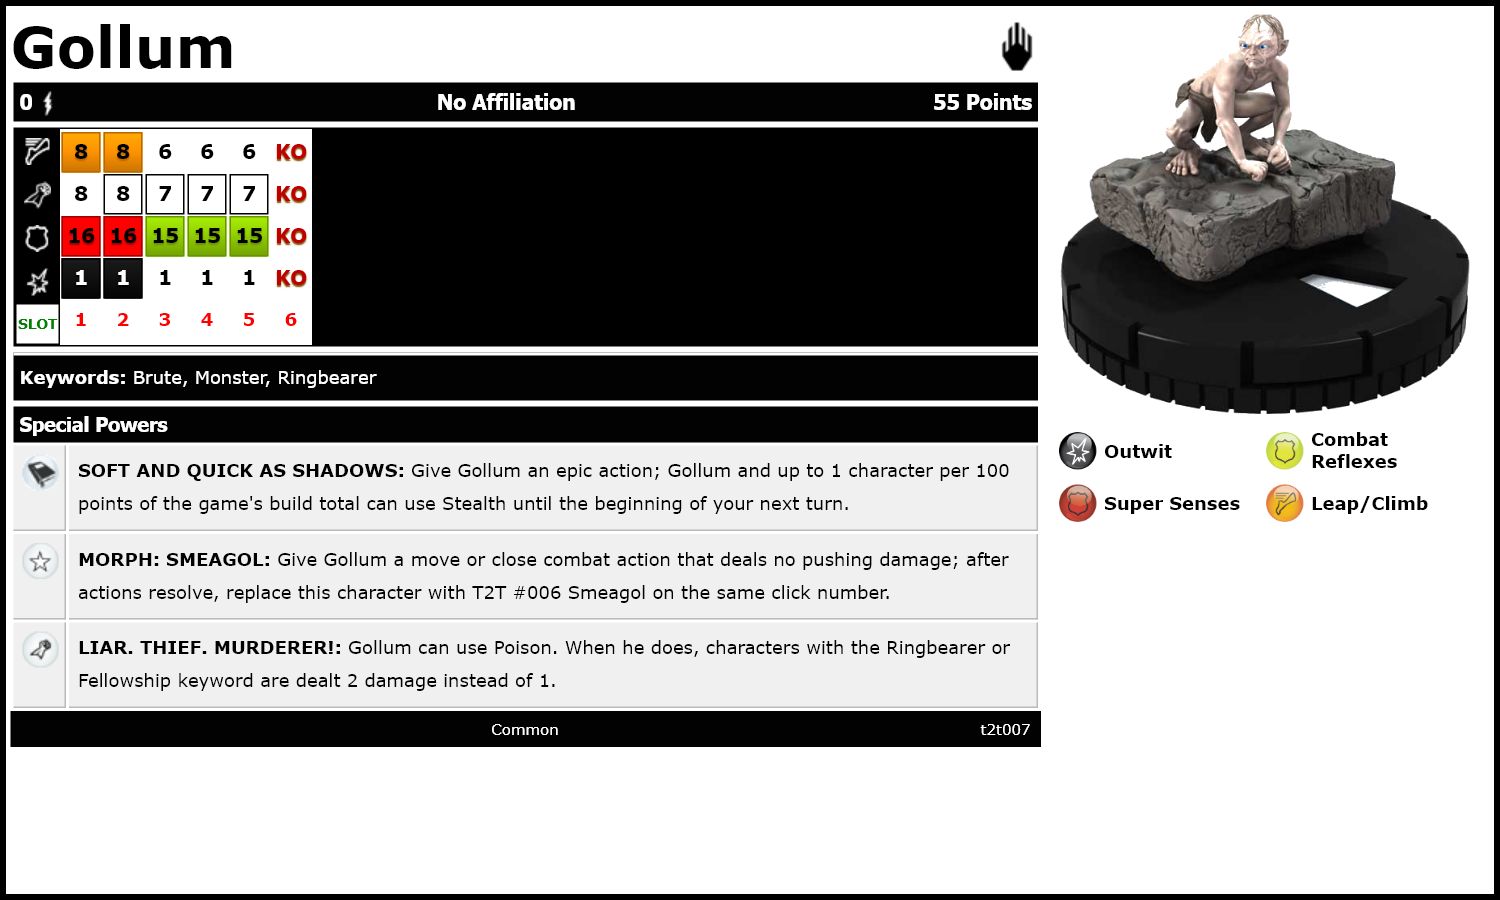 Gollum
0 No Affiliation 55 Points
8 8 6 6 6 KO
8 8 7 7 7 KO
16 16 15 15 15 KO
1 1 1 1 1 KO
SLOT 1 2 3 4 5 6
Keywords: Brute, Monster, Ringbearer
Special Powers
SOFT AND QUICK AS SHADOWS: Give Gollum an epic action; Gollum and up to 1 character per 100
points of the game's build total can use Stealth until the beginning of your next turn.
MORPH: SMEAGOL: Give Gollum a move or close combat action that deals no pushing damage; after
actions resolve, replace this character with T2T #006 Smeagol on the same click number.
LIAR. THIEF. MURDERER!: Gollum can use Poison. When he does, characters with the Ringbearer or
Fellowship keyword are dealt 2 damage instead of 1.
Common t2t007
Outwit
Combat
Reflexes
Super Senses
Leap/Climb